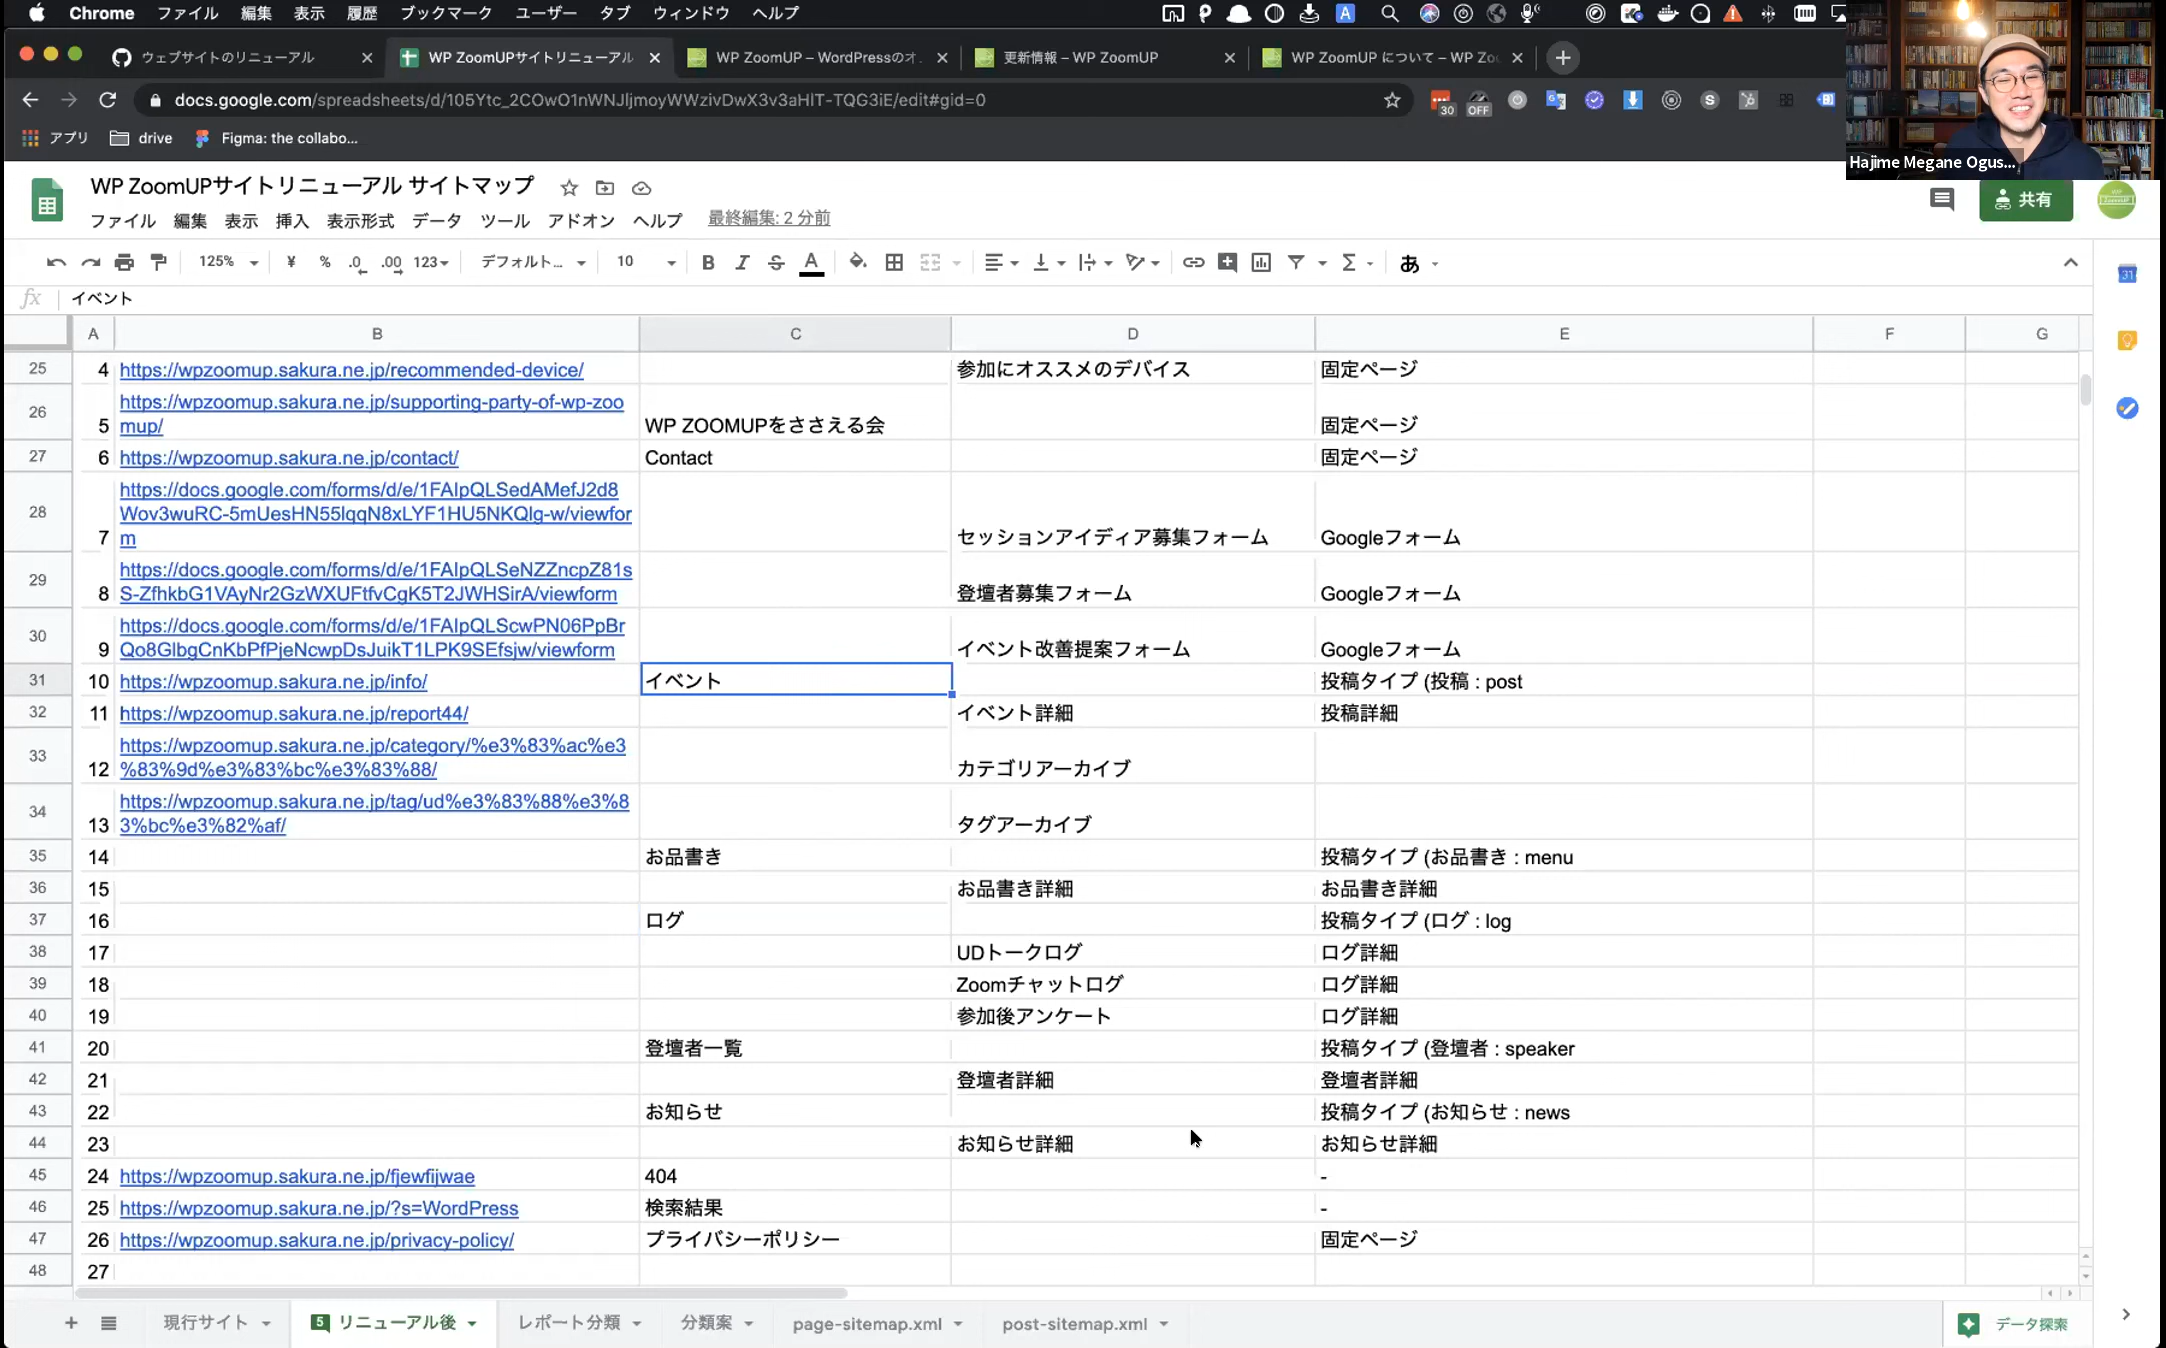 Chrome ファイル 編集 表示 履歴 ブックマーク ユーザー タブ ウィンドウ ヘルプ
ウェブサイトのリニューアル
WP ZoomUPサイトリニューアル
WP ZoomUP – WordPressのオ
更新情報 – WP ZoomUP
WP ZoomUP について – WP Zo
docs.google.com/spreadsheets/d/105Ytc_2COwO1nWNJljmoyWWzivDwX3v3aHiT-TQG3iE/edit#gid=0
30 OFF
アプリ drive Figma: the collabo...
Hajime Megane Ogus...
WP ZoomUPサイトリニューアル サイトマップ
ファイル 編集 表示 挿入 表示形式 データ ツール アドオン ヘルプ 最終編集: 2 分前
共有
125% ¥ % .0 .00 123 デフォルト... 10 B I S A Σ あ
fx イベント
31
A B C D E F G
25 4 https://wpzoomup.sakura.ne.jp/recommended-device/ 参加にオススメのデバイス 固定ページ
26 5 https://wpzoomup.sakura.ne.jp/supporting-party-of-wp-zoo
mup/ WP ZOOMUPをささえる会 固定ページ
27 6 https://wpzoomup.sakura.ne.jp/contact/ Contact 固定ページ
28 7 https://docs.google.com/forms/d/e/1FAIpQLSedAMefJ2d8
Wov3wuRC-5mUesHN55lqqN8xLYF1HU5NKQlg-w/viewfor
m セッションアイディア募集フォーム Googleフォーム
29 8 https://docs.google.com/forms/d/e/1FAIpQLSeNZZncpZ81s
S-ZfhkbG1VAyNr2GzWXUFtfvCgK5T2JWHSirA/viewform 登壇者募集フォーム Googleフォーム
30 9 https://docs.google.com/forms/d/e/1FAIpQLScwPN06PpBr
Qo8GlbgCnKbPfPjeNcwpDsJuikT1LPK9SEfsjw/viewform イベント改善提案フォーム Googleフォーム
31 10 https://wpzoomup.sakura.ne.jp/info/ イベント 投稿タイプ (投稿 : post
32 11 https://wpzoomup.sakura.ne.jp/report44/ イベント詳細 投稿詳細
33 12 https://wpzoomup.sakura.ne.jp/category/%e3%83%ac%e3
%83%9d%e3%83%bc%e3%83%88/ カテゴリアーカイブ
34 13 https://wpzoomup.sakura.ne.jp/tag/ud%e3%83%88%e3%8
3%bc%e3%82%af/ タグアーカイブ
35 14 お品書き 投稿タイプ (お品書き : menu
36 15 お品書き詳細 お品書き詳細
37 16 ログ 投稿タイプ (ログ : log
38 17 UDトークログ ログ詳細
39 18 Zoomチャットログ ログ詳細
40 19 参加後アンケート ログ詳細
41 20 登壇者一覧 投稿タイプ (登壇者 : speaker
42 21 登壇者詳細 登壇者詳細
43 22 お知らせ 投稿タイプ (お知らせ : news
44 23 お知らせ詳細 お知らせ詳細
45 24 https://wpzoomup.sakura.ne.jp/fjewfijwae 404 -
46 25 https://wpzoomup.sakura.ne.jp/?s=WordPress 検索結果 -
47 26 https://wpzoomup.sakura.ne.jp/privacy-policy/ プライバシーポリシー 固定ページ
48 27
現行サイト 5 リニューアル後 レポート分類 分類案 page-sitemap.xml post-sitemap.xml データ探索